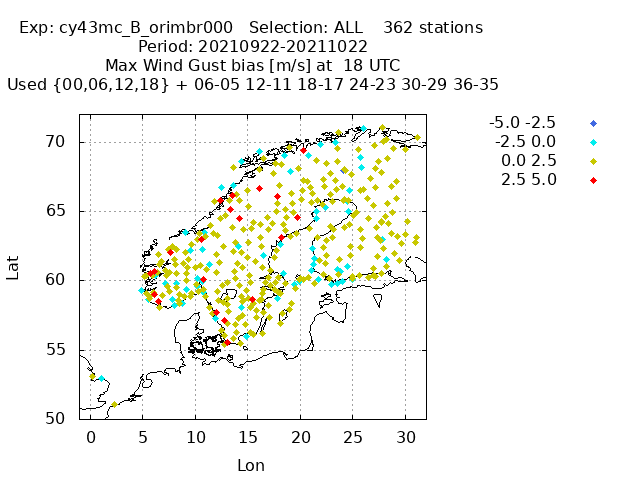 Exp: cy43mc_B_orimbr000   Selection: ALL    362 stations
Period: 20210922-20211022
Max Wind Gust bias [m/s] at  18 UTC
Used {00,06,12,18} + 06-05 12-11 18-17 24-23 30-29 36-35
-5.0 -2.5
-2.5 0.0
0.0 2.5
2.5 5.0
70
65
60
55
50
Lat
0 5 10 15 20 25 30
Lon